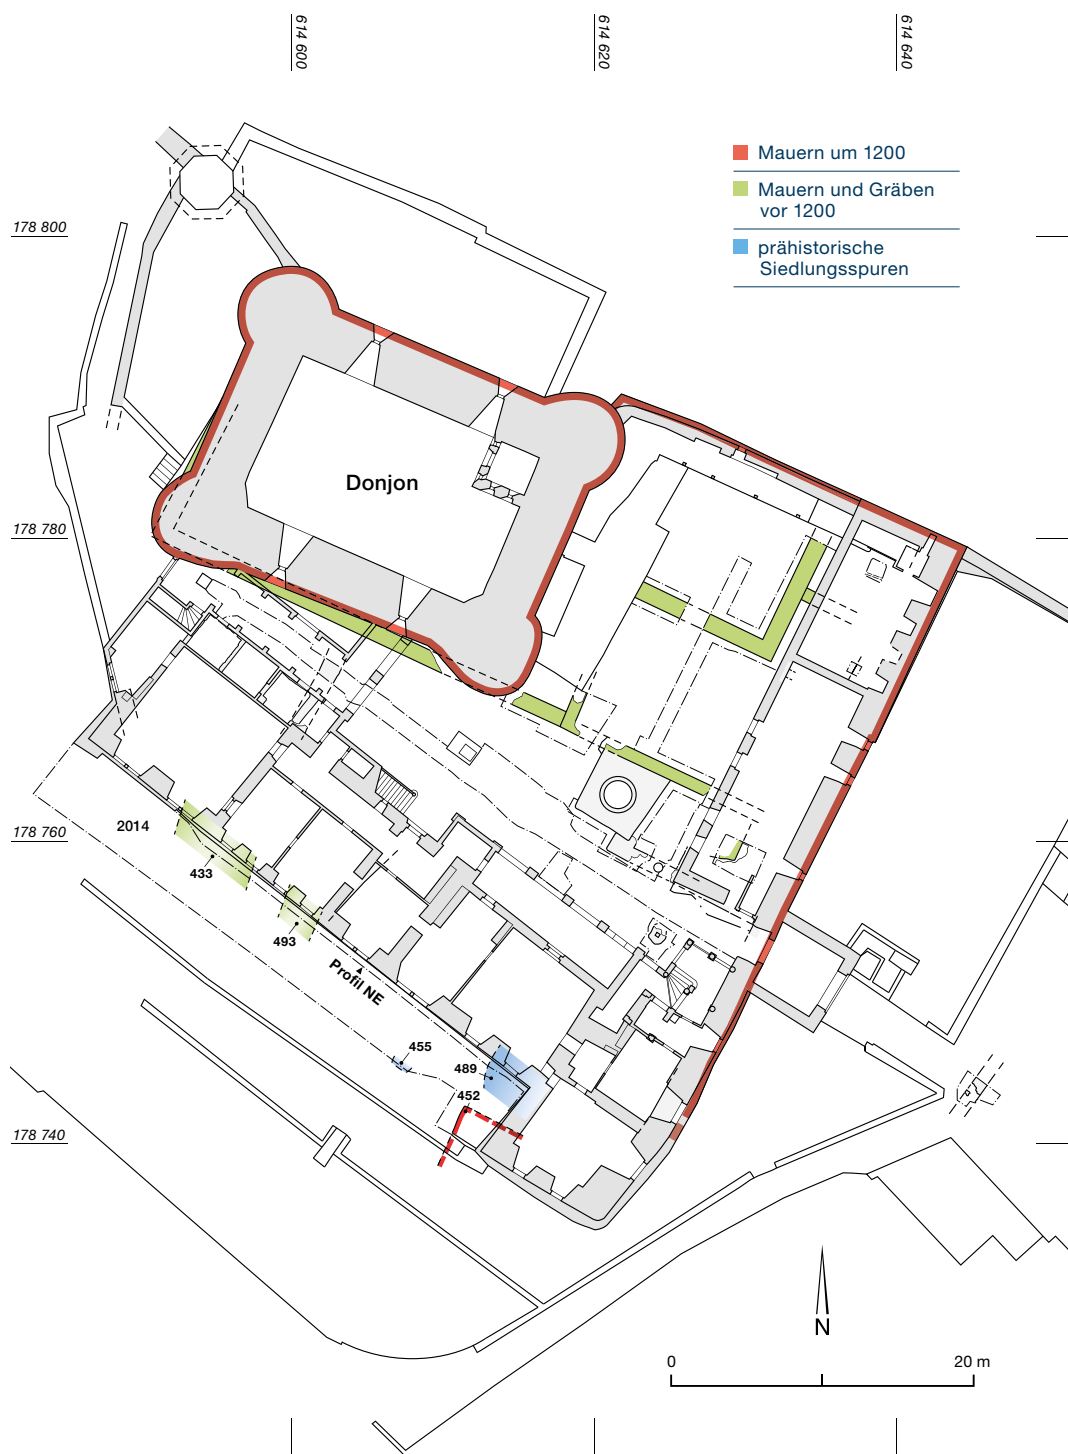 614 600
614 620
614 640
Mauern um 1200
Mauern und Gräben
vor 1200
prähistorische
Siedlungsspuren
178 800
Donjon
178 780
178 760
2014
433
493
Profil NE
455
489
452
178 740
N
0
20 m